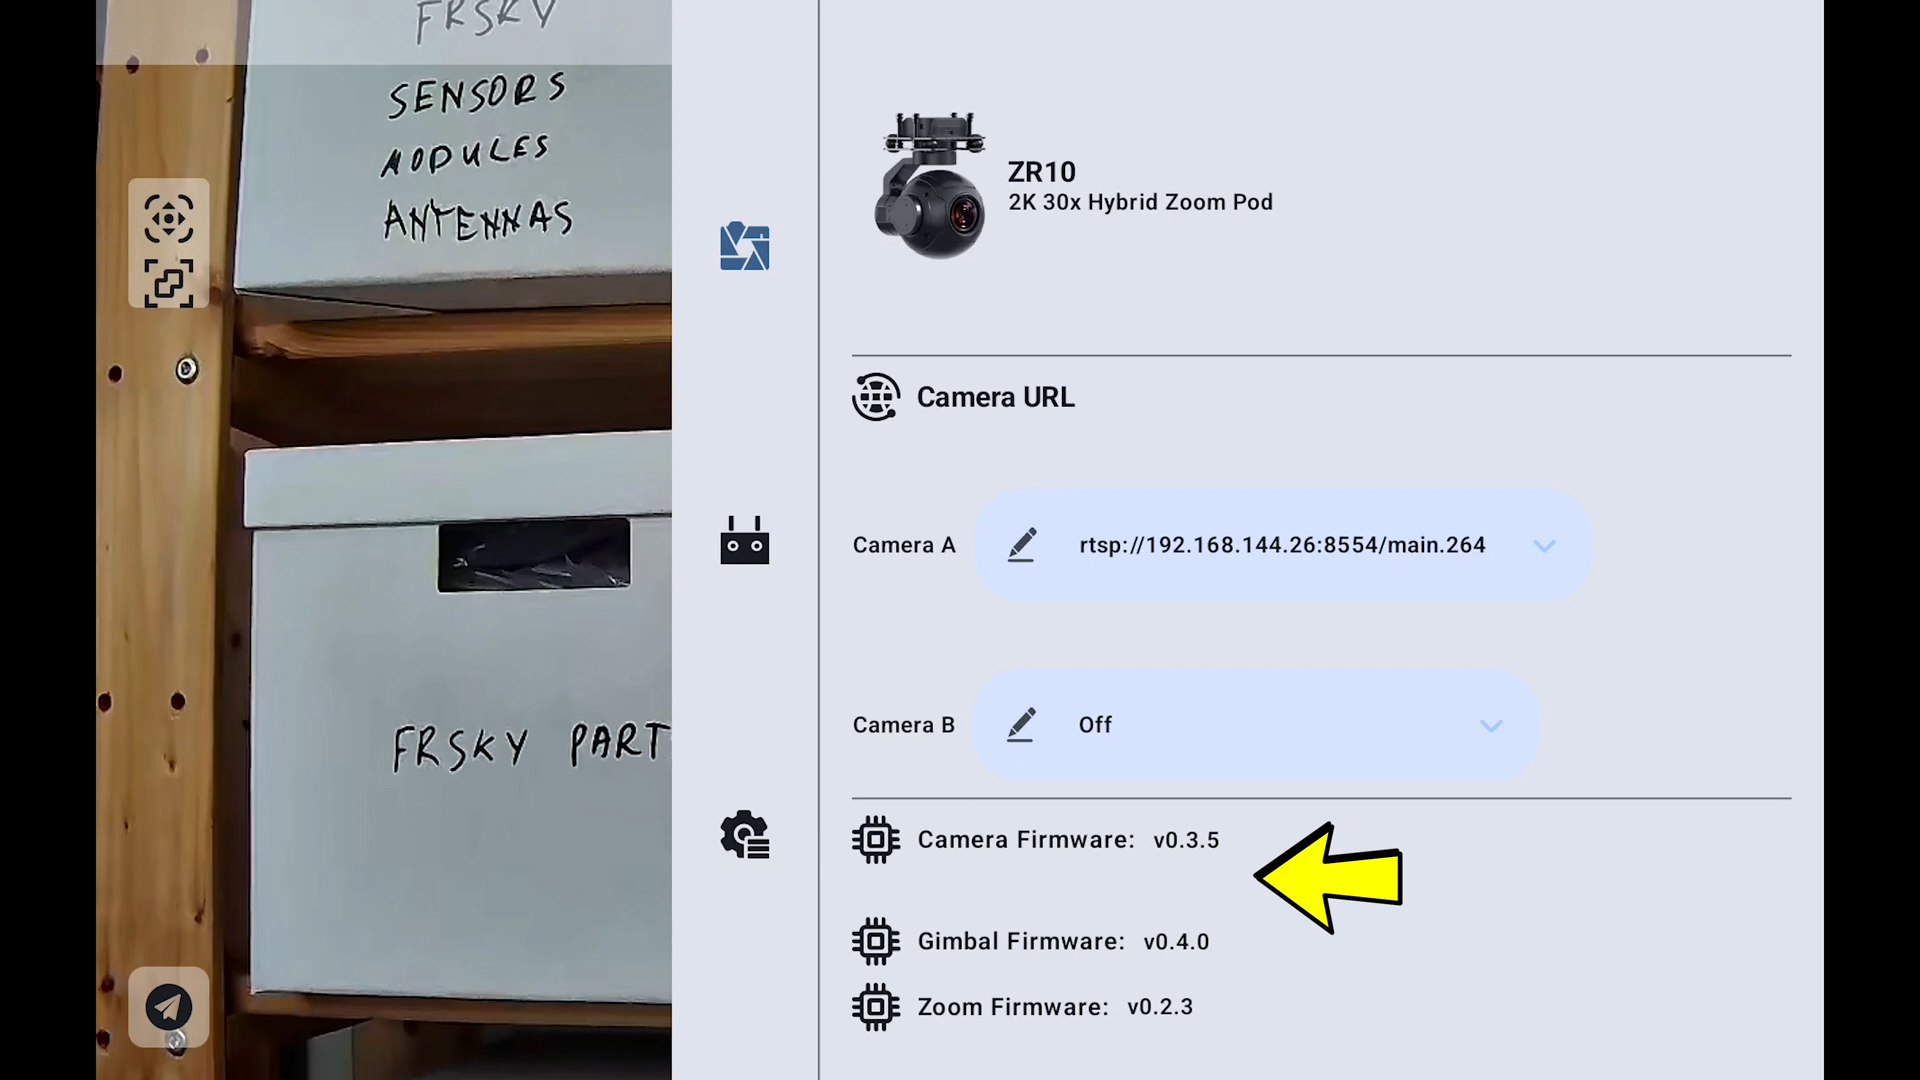 FRSKY
SENSORS
MODULES
ANTENNAS
FRSKY PART
ZR10
2K 30x Hybrid Zoom Pod
Camera URL
Camera A
rtsp://192.168.144.26:8554/main.264
Camera B
Off
Camera Firmware: v0.3.5
Gimbal Firmware: v0.4.0
Zoom Firmware: v0.2.3